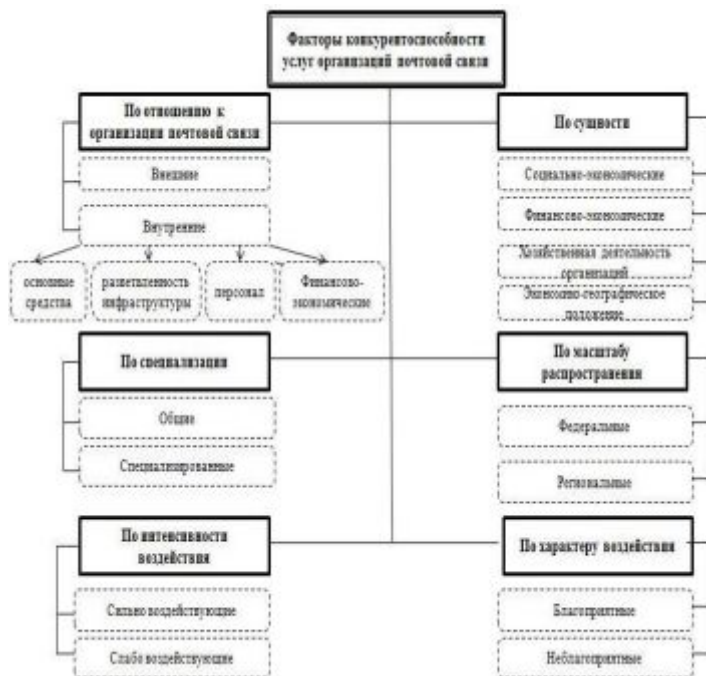 Факторы конкурентоспособности
услуг организаций почтовой связи
По отношению к
организации почтовой связи
Внешние
Внутренние
основные
средства
разветвленность
инфраструктуры
персонал
Финансово-
экономические
По сущности
Социально-экономические
Финансово-экономические
Хозяйственная деятельность
организаций
Экономико-географическое
положение
По специализации
Общие
Специализированные
По масштабу
распространения
Федеральные
Региональные
По интенсивности
воздействия
Сильно воздействующие
Слабо воздействующие
По характеру воздействия
Благоприятные
Неблагоприятные